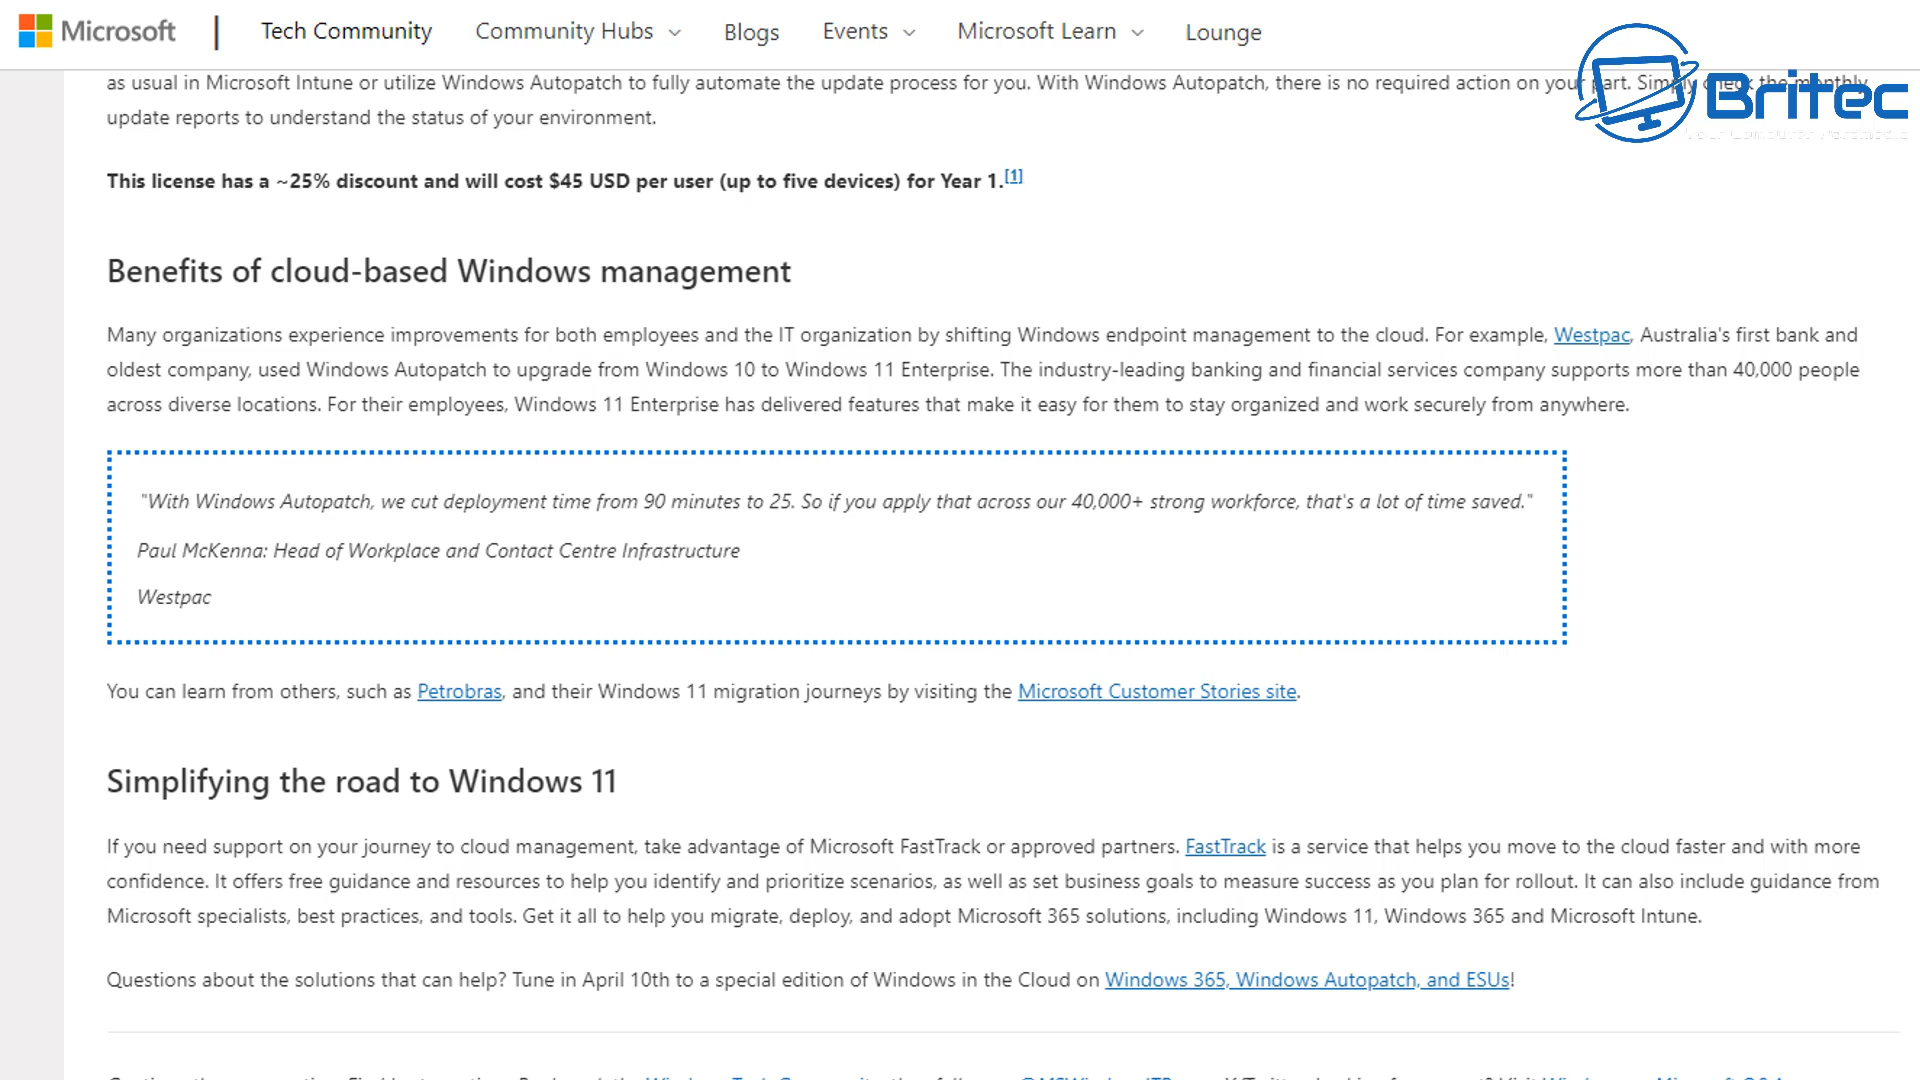 Microsoft | Tech Community Community Hubs Blogs Events Microsoft Learn Lounge
Britec
as usual in Microsoft Intune or utilize Windows Autopatch to fully automate the update process for you. With Windows Autopatch, there is no required action on your part. Simply check the monthly
update reports to understand the status of your environment.
This license has a ~25% discount and will cost $45 USD per user (up to five devices) for Year 1.[1]
Benefits of cloud-based Windows management
Many organizations experience improvements for both employees and the IT organization by shifting Windows endpoint management to the cloud. For example, Westpac, Australia's first bank and
oldest company, used Windows Autopatch to upgrade from Windows 10 to Windows 11 Enterprise. The industry-leading banking and financial services company supports more than 40,000 people
across diverse locations. For their employees, Windows 11 Enterprise has delivered features that make it easy for them to stay organized and work securely from anywhere.
"With Windows Autopatch, we cut deployment time from 90 minutes to 25. So if you apply that across our 40,000+ strong workforce, that's a lot of time saved."
Paul McKenna: Head of Workplace and Contact Centre Infrastructure
Westpac
You can learn from others, such as Petrobras, and their Windows 11 migration journeys by visiting the Microsoft Customer Stories site.
Simplifying the road to Windows 11
If you need support on your journey to cloud management, take advantage of Microsoft FastTrack or approved partners. FastTrack is a service that helps you move to the cloud faster and with more
confidence. It offers free guidance and resources to help you identify and prioritize scenarios, as well as set business goals to measure success as you plan for rollout. It can also include guidance from
Microsoft specialists, best practices, and tools. Get it all to help you migrate, deploy, and adopt Microsoft 365 solutions, including Windows 11, Windows 365 and Microsoft Intune.
Questions about the solutions that can help? Tune in April 10th to a special edition of Windows in the Cloud on Windows 365, Windows Autopatch, and ESUs!